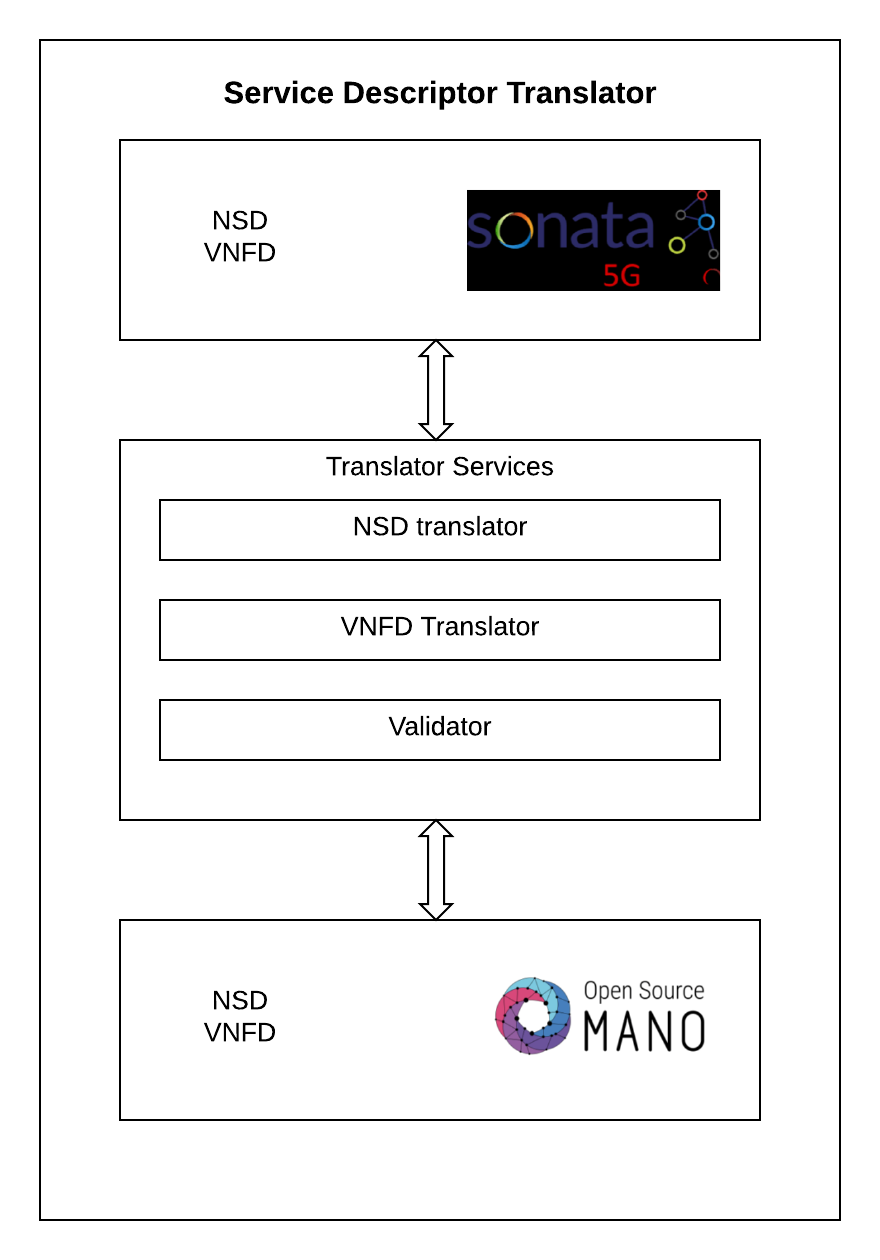 Service Descriptor Translator
NSD
VNFD
sonata
5G
Translator Services
NSD translator
VNFD Translator
Validator
NSD
VNFD
Open Source
MANO